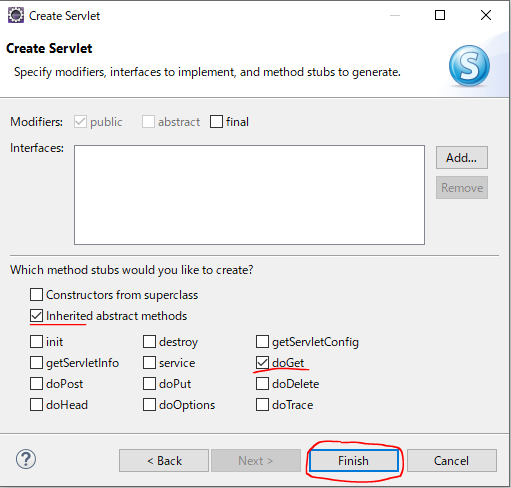 Create Servlet
Create Servlet
Specify modifiers, interfaces to implement, and method stubs to generate.
S
Modifiers: public abstract final
Interfaces:
Add...
Remove
Which method stubs would you like to create?
Constructors from superclass
Inherited abstract methods
init destroy getServletConfig
getServletInfo service doGet
doPost doPut doDelete
doHead doOptions doTrace
? < Back Next > Finish Cancel